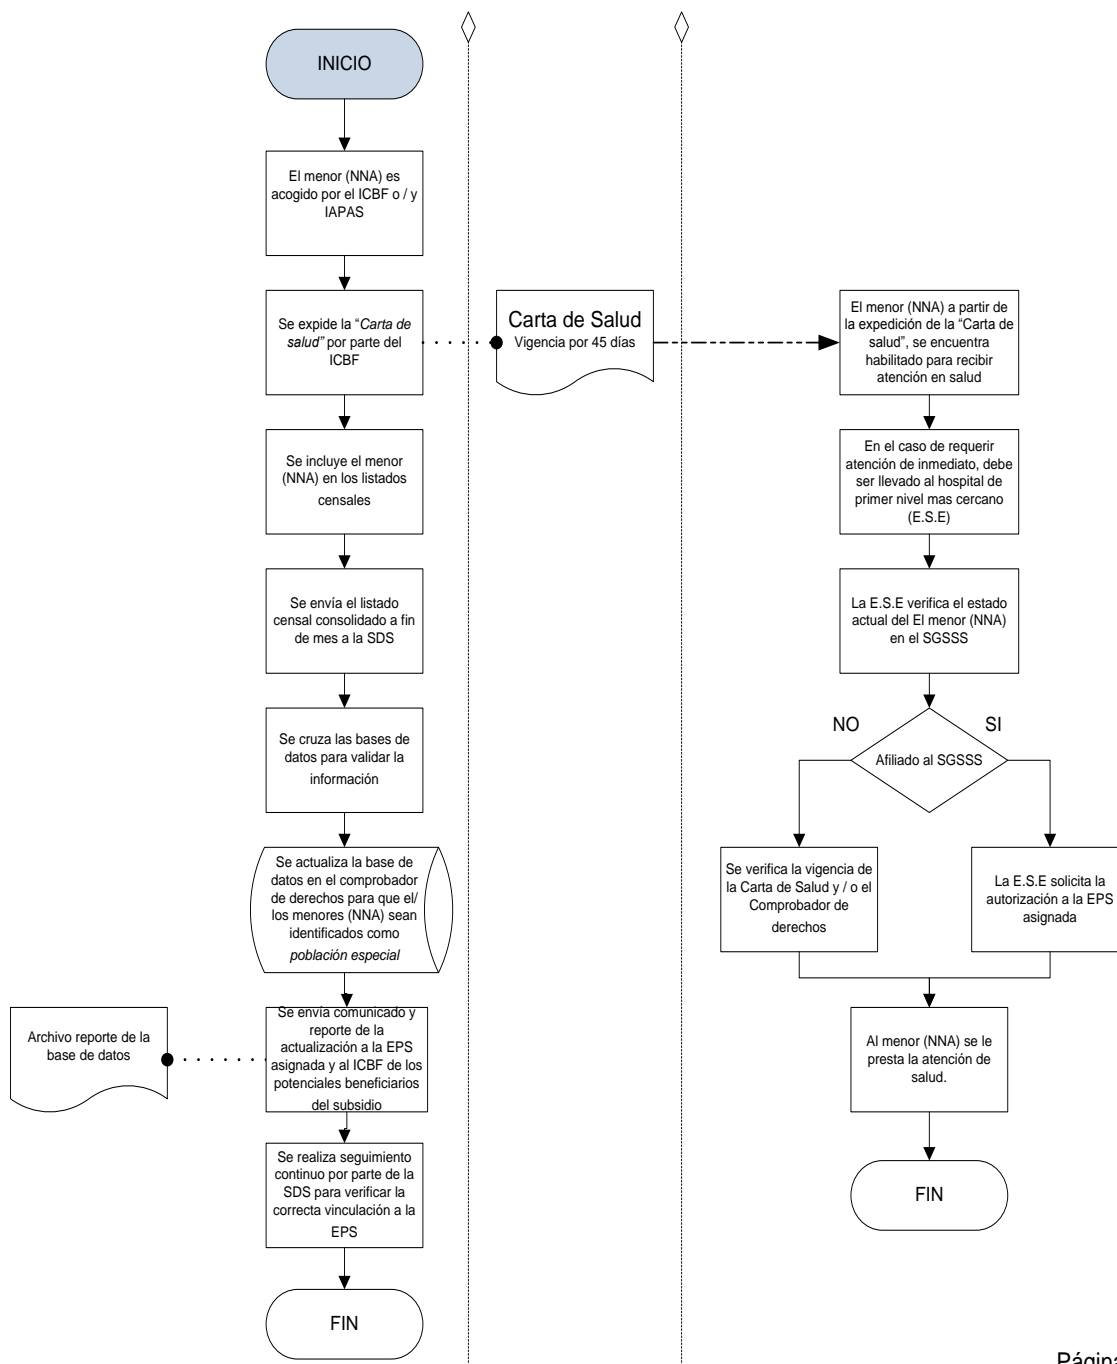 INICIO
El menor (NNA) es
acogido por el ICBF o / y
IAPAS
Se expide la “Carta de
salud” por parte del
ICBF
Carta de Salud
Vigencia por 45 días
El menor (NNA) a partir de
la expedición de la “Carta de
salud”, se encuentra
habilitado para recibir
atención en salud
Se incluye el menor
(NNA) en los listados
censales
En el caso de requerir
atención de inmediato, debe
ser llevado al hospital de
primer nivel mas cercano
(E.S.E)
Se envía el listado
censal consolidado a fin
de mes a la SDS
La E.S.E verifica el estado
actual del El menor (NNA)
en el SGSSS
Se cruza las bases de
datos para validar la
información
NO
SI
Afiliado al SGSSS
Se actualiza la base de
datos en el comprobador
de derechos para que el/
los menores (NNA) sean
identificados como
población especial
Se verifica la vigencia de
la Carta de Salud y / o el
Comprobador de
derechos
La E.S.E solicita la
autorización a la EPS
asignada
Archivo reporte de la
base de datos
Se envía comunicado y
reporte de la
actualización a la EPS
asignada y al ICBF de los
potenciales beneficiarios
del subsidio
Al menor (NNA) se le
presta la atención de
salud.
Se realiza seguimiento
continuo por parte de la
SDS para verificar la
correcta vinculación a la
EPS
FIN
FIN
Página